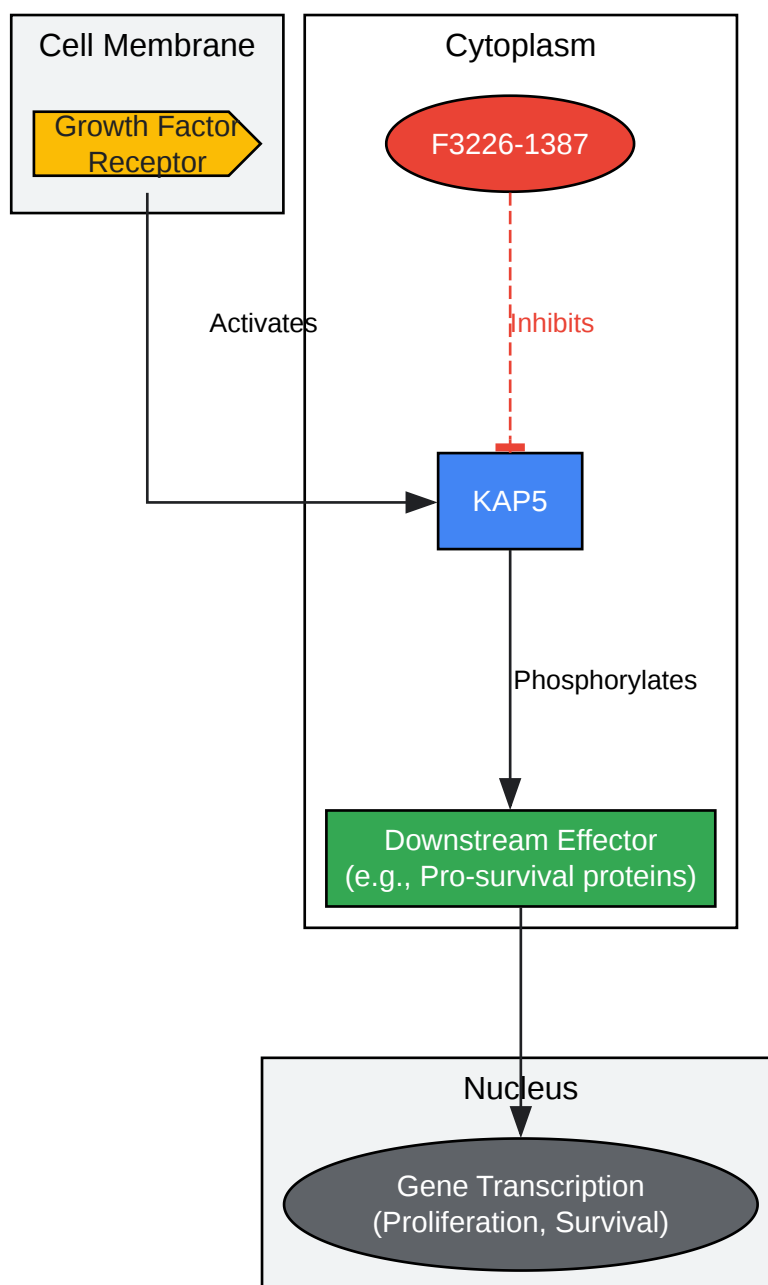 Cell Membrane
Growth Factor
Receptor
Cytoplasm
F3226-1387
Activates
Inhibits
KAP5
Phosphorylates
Downstream Effector
(e.g., Pro-survival proteins)
Nucleus
Gene Transcription
(Proliferation, Survival)